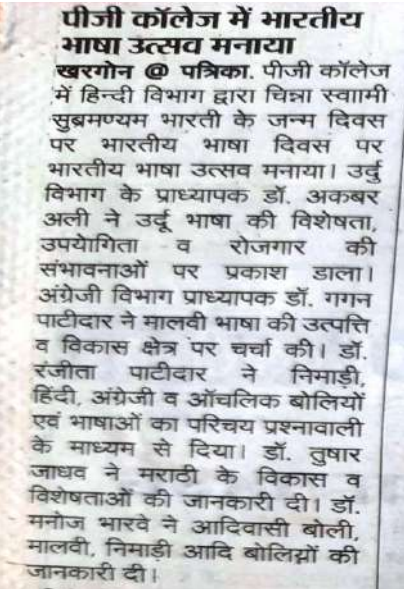 पीजी कॉलेज में भारतीय
भाषा उत्सव मनाया
खरगोन @ पत्रिका. पीजी कॉलेज
में हिन्दी विभाग द्वारा चिन्ना स्वाामी
सुब्रमण्यम भारती के जन्म दिवस
पर भारतीय भाषा दिवस पर
भारतीय भाषा उत्सव मनाया। उर्दु
विभाग के प्राध्यापक डॉ. अकबर
अली ने उर्दू भाषा की विशेषता,
उपयेागिता व रोजगार की
संभावनाओं पर प्रकाश डाला।
अंग्रेजी विभाग प्राध्यापक डॉ. गगन
पाटीदार ने मालवी भाषा की उत्पत्ति
व विकास क्षेत्र पर चर्चा की। डॉ.
रंजीता पाटीदार ने निमाड़ी,
हिंदी, अंग्रेजी व ऑचलिक बोलियों
एवं भाषाओं का परिचय प्रश्नावाली
के माध्यम से दिया। डॉ. तुषार
जाधव ने मराठी के विकास व
विशेषताओं की जानकारी दी। डॉ.
मनोज भारवे ने आदिवासी बोली,
मालवी, निमाड़ी आदि बोलियों की
जानकारी दी।